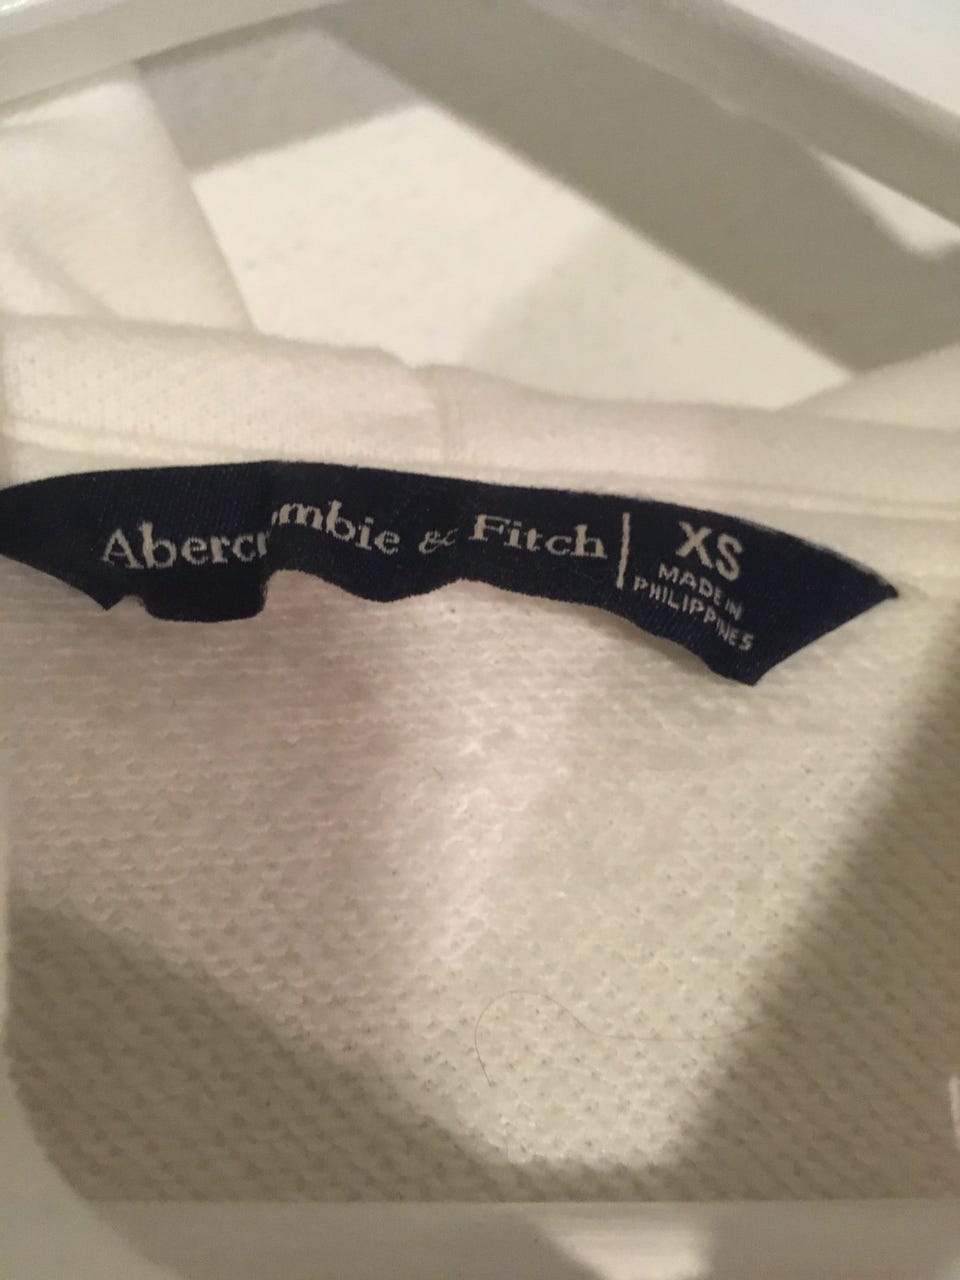 Abercrombie & Fitch
XS
MADE IN
PHILIPPINES